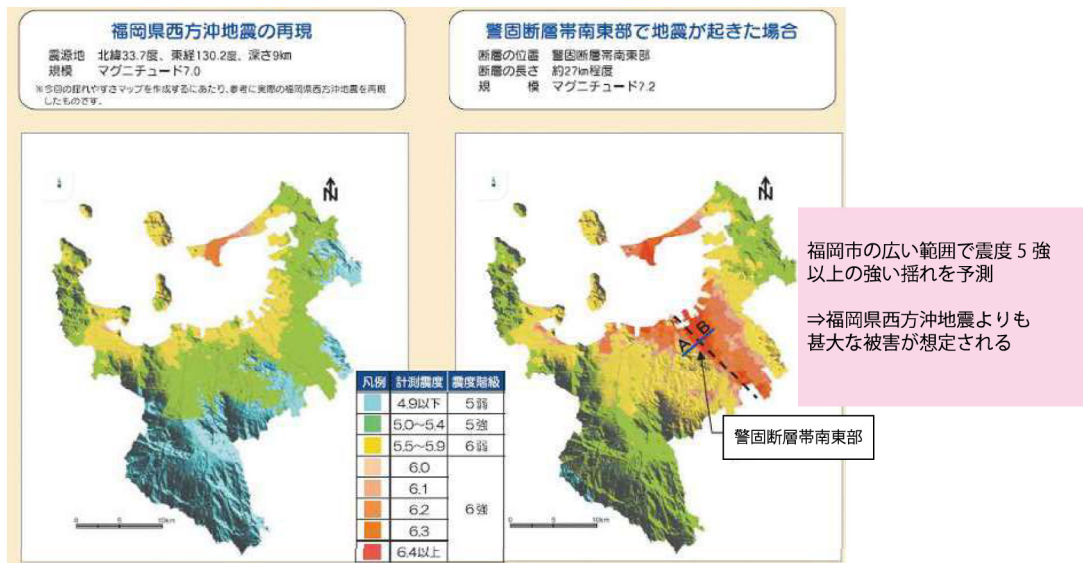 福岡県西方沖地震の再現
震源地 北緯33.7度、東経130.2度、深さ9km
規模 マグニチュード7.0
※今回の揺れやすさマップを作成するにあたり、参考に実際の福岡県西方沖地震を再現
したものです。
警固断層帯南東部で地震が起きた場合
断層の位置 警固断層帯南東部
断層の長さ 約27km程度
規 模 マグニチュード7.2
N
N
福岡市の広い範囲で震度5強
以上の強い揺れを予測
⇒福岡県西方沖地震よりも
甚大な被害が想定される
A B
警固断層帯南東部
凡例 計測震度 震度階級
4.9以下 5弱
5.0～5.4 5強
5.5～5.9 6弱
6.0
6.1
6.2 6強
6.3
6.4以上
0 5 10km
0 5 10km